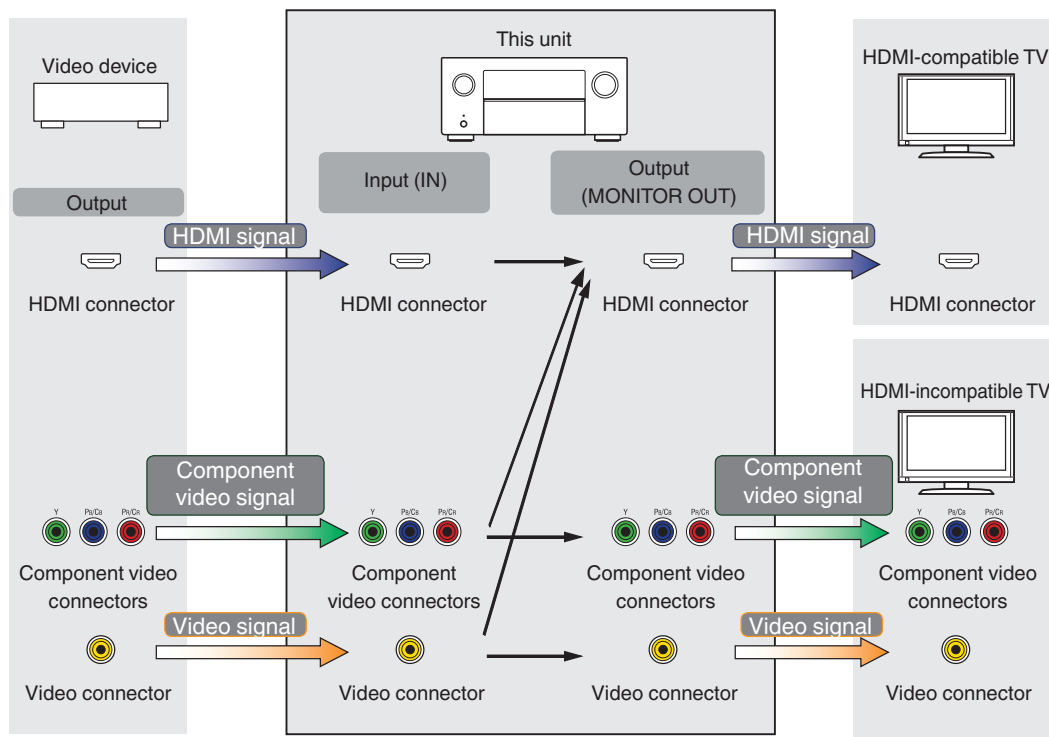 This unit
Video device
HDMI-compatible TV
Input (IN)
Output
(MONITOR OUT)
Output
HDMI signal
HDMI signal
HDMI connector
HDMI connector
HDMI connector
HDMI connector
HDMI-incompatible TV
Component
video signal
Component
video signal
Y PB/CB PR/CR
Y PB/CB PR/CR
Y PB/CB PR/CR
Y PB/CB PR/CR
Component video
connectors
Component
video connectors
Component video
connectors
Component video
connectors
Video signal
Video signal
Video connector
Video connector
Video connector
Video connector